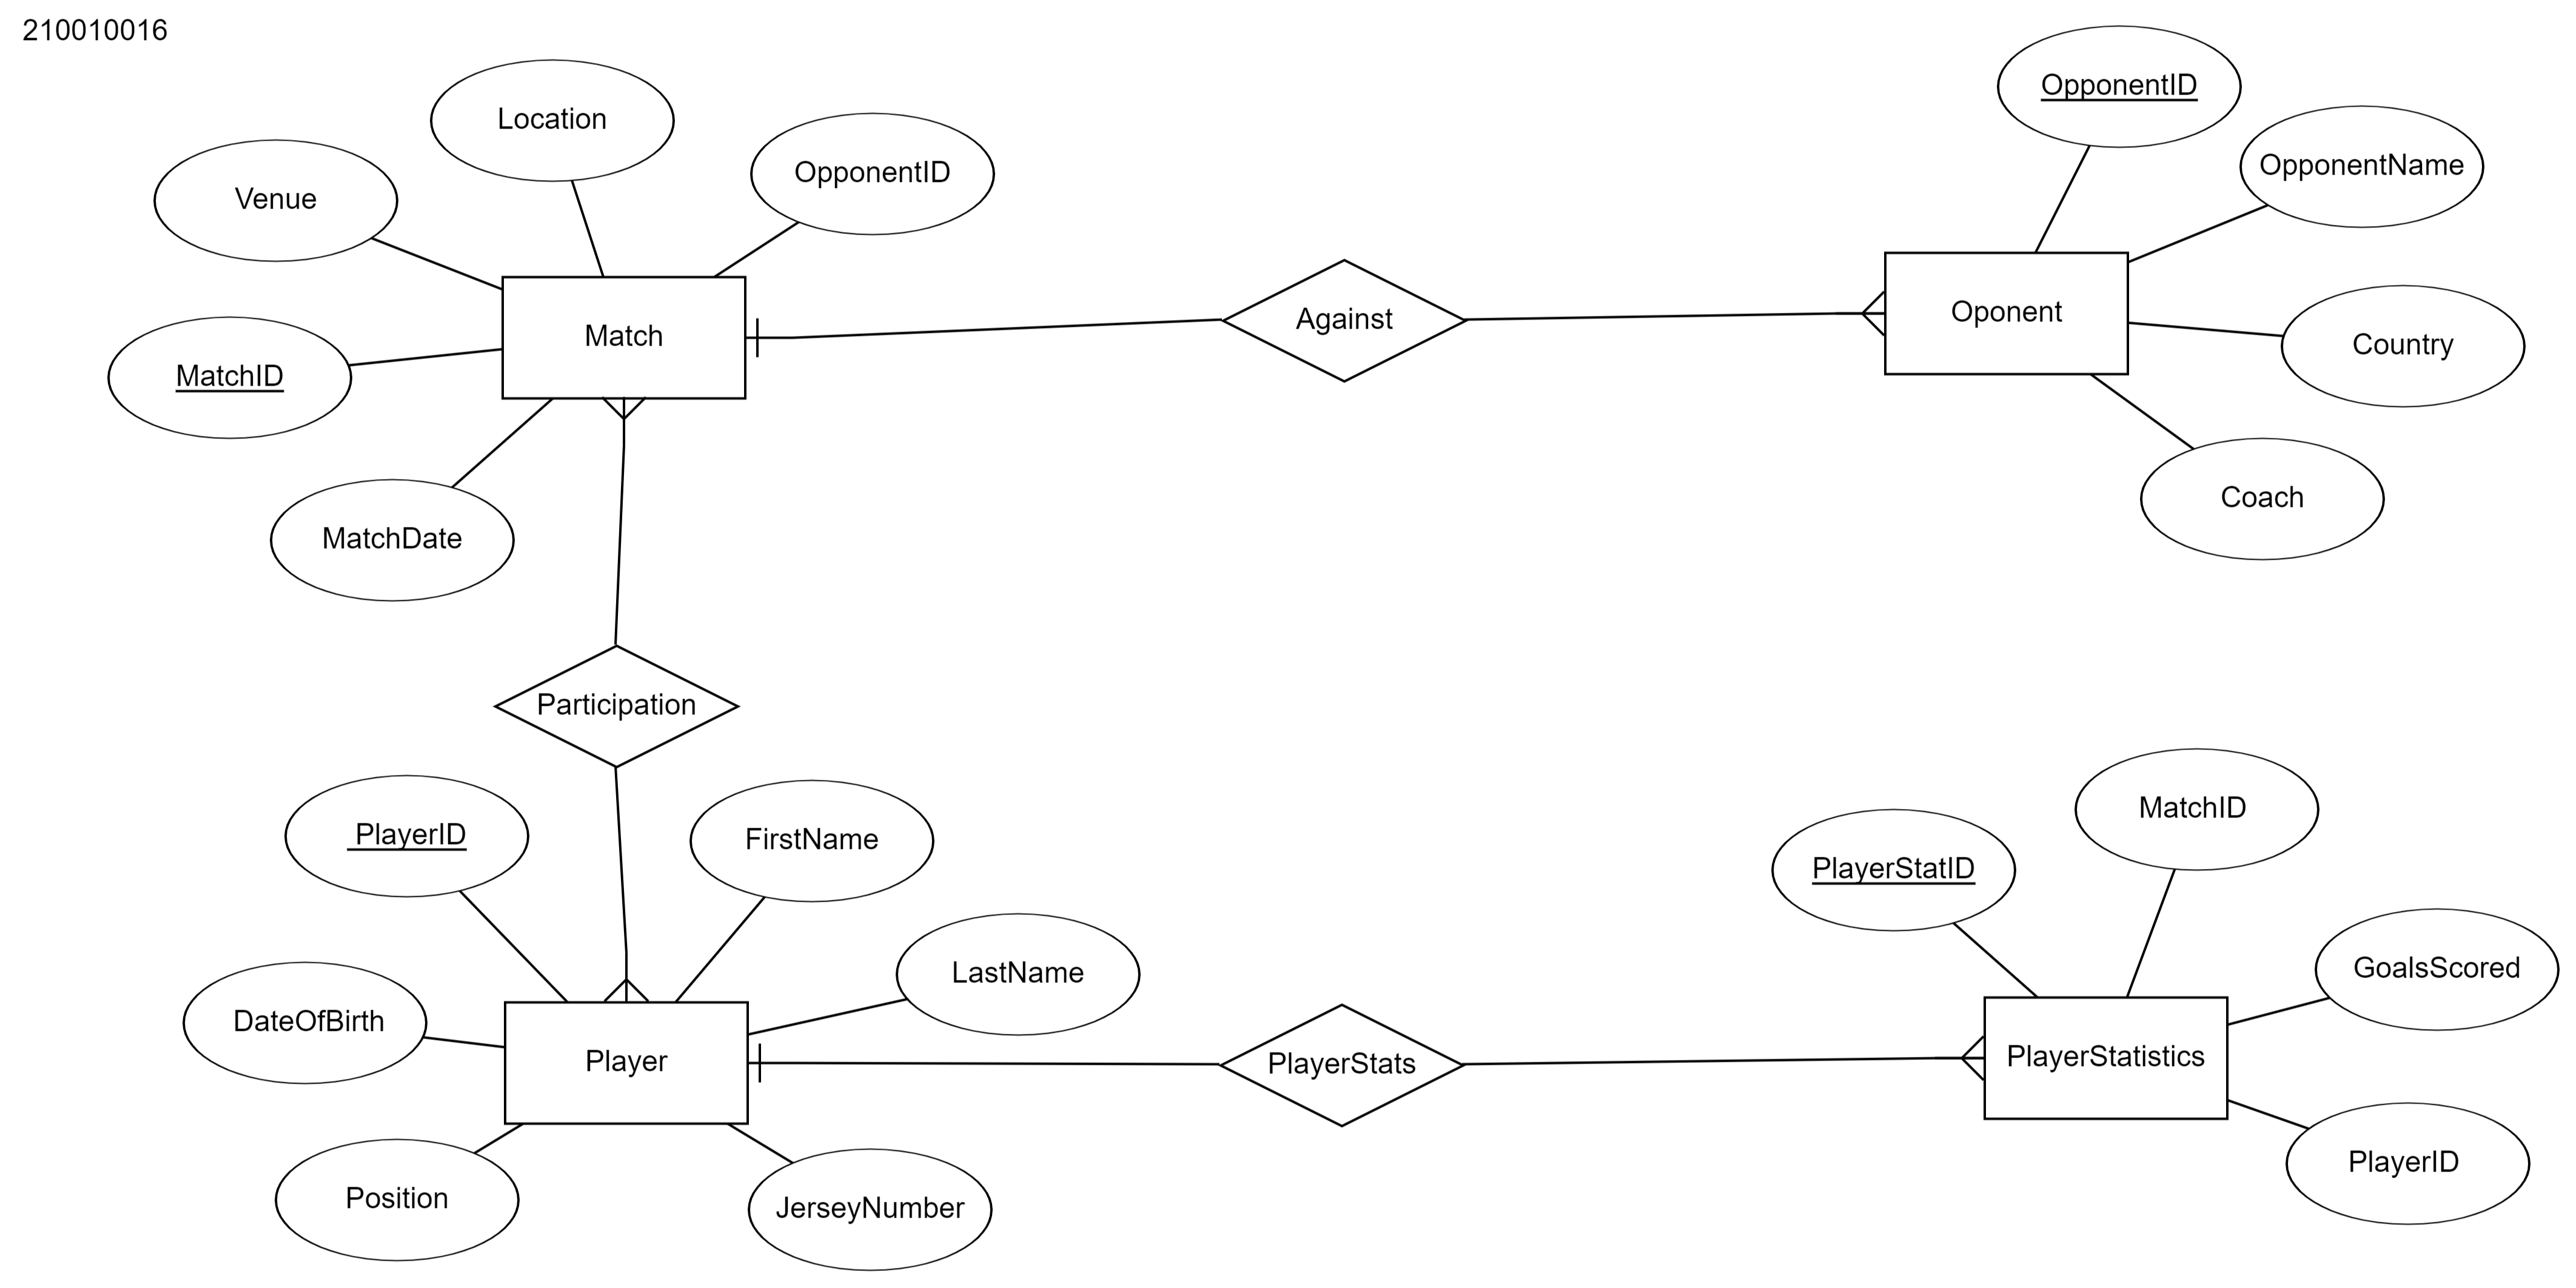 210010016
Location
OpponentID
Venue
Match
MatchID
MatchDate
Against
OpponentID
OpponentName
Oponent
Country
Coach
Participation
PlayerID
FirstName
LastName
DateOfBirth
Player
Position
JerseyNumber
PlayerStats
PlayerStatID
MatchID
GoalsScored
PlayerStatistics
PlayerID